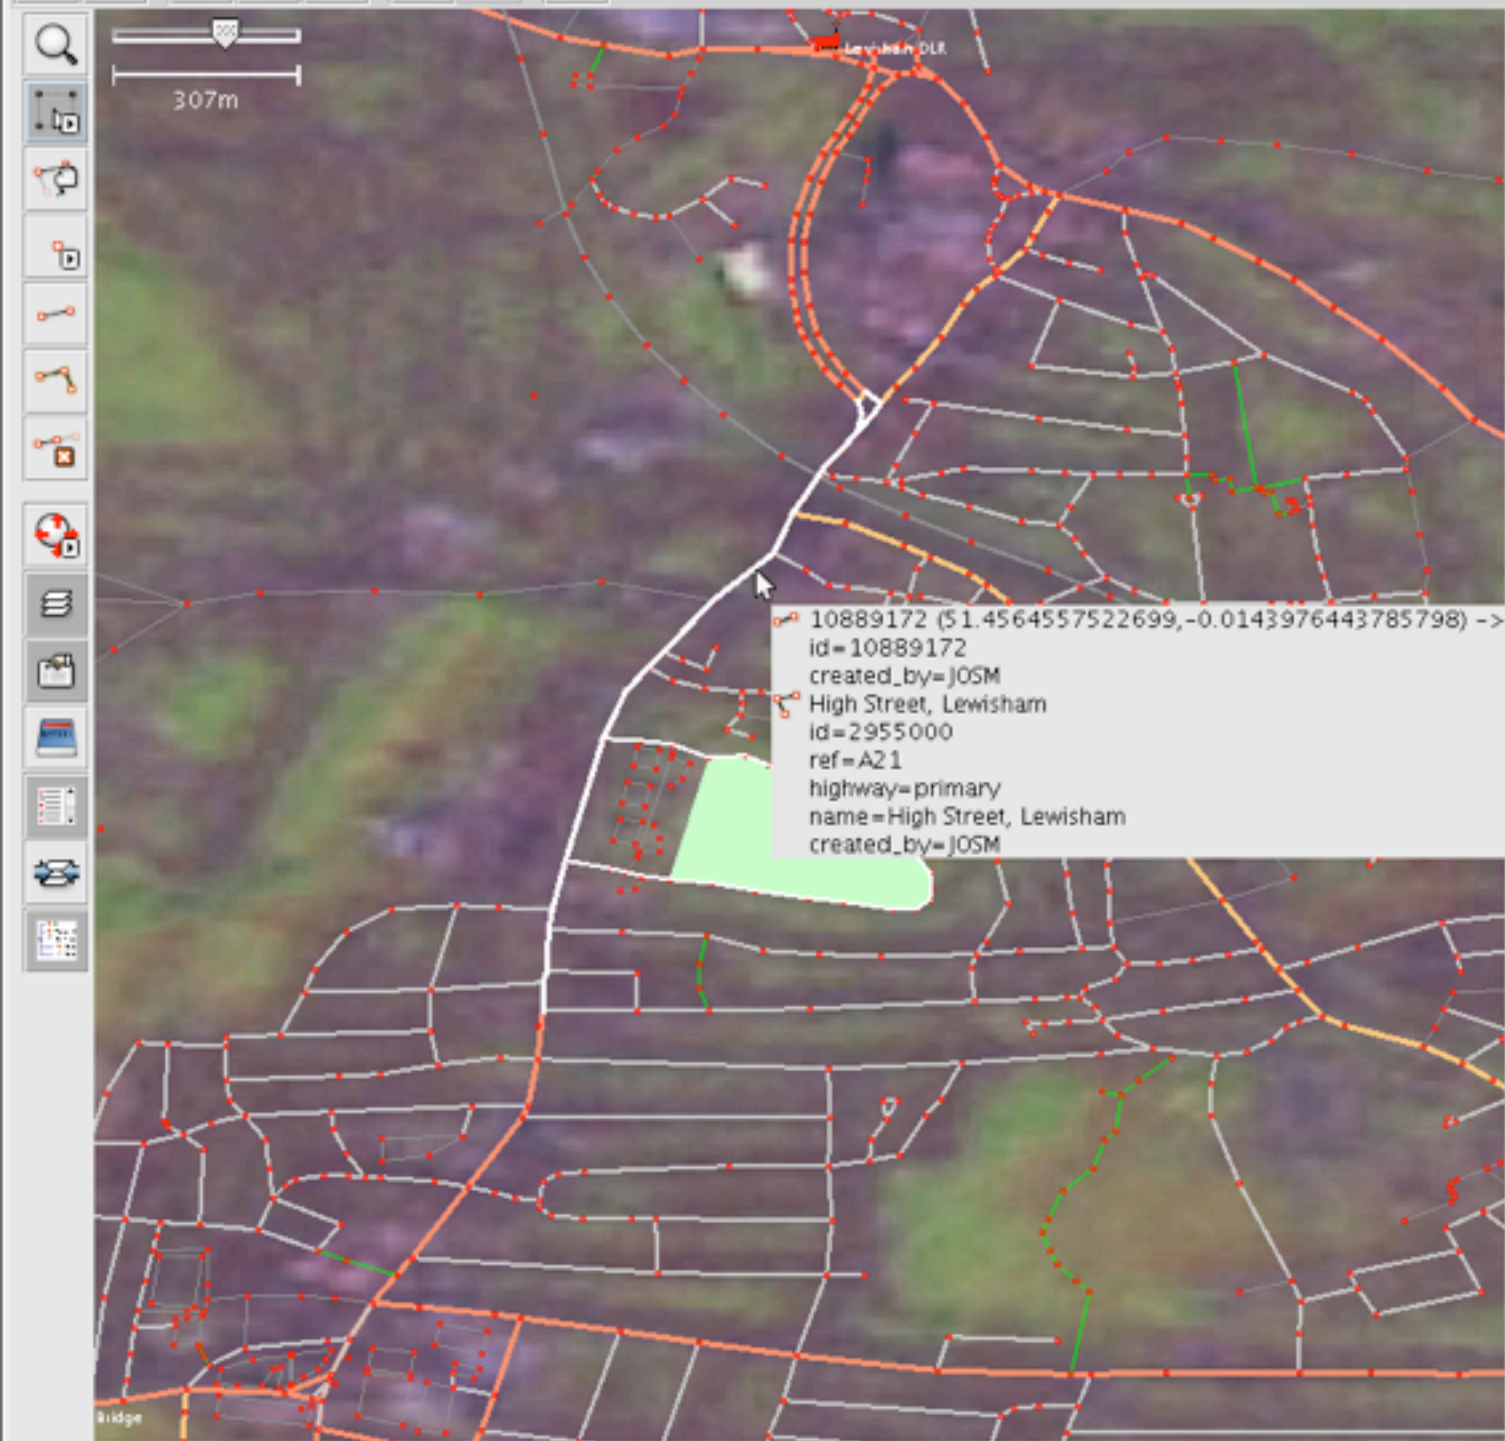 Lewisham DLR
307m
10889172 (51.4564557522699,-0.0143976443785798) ->
id=10889172
created_by=JOSM
High Street, Lewisham
id=2955000
ref=A21
highway=primary
name=High Street, Lewisham
created_by=JOSM
Bridge